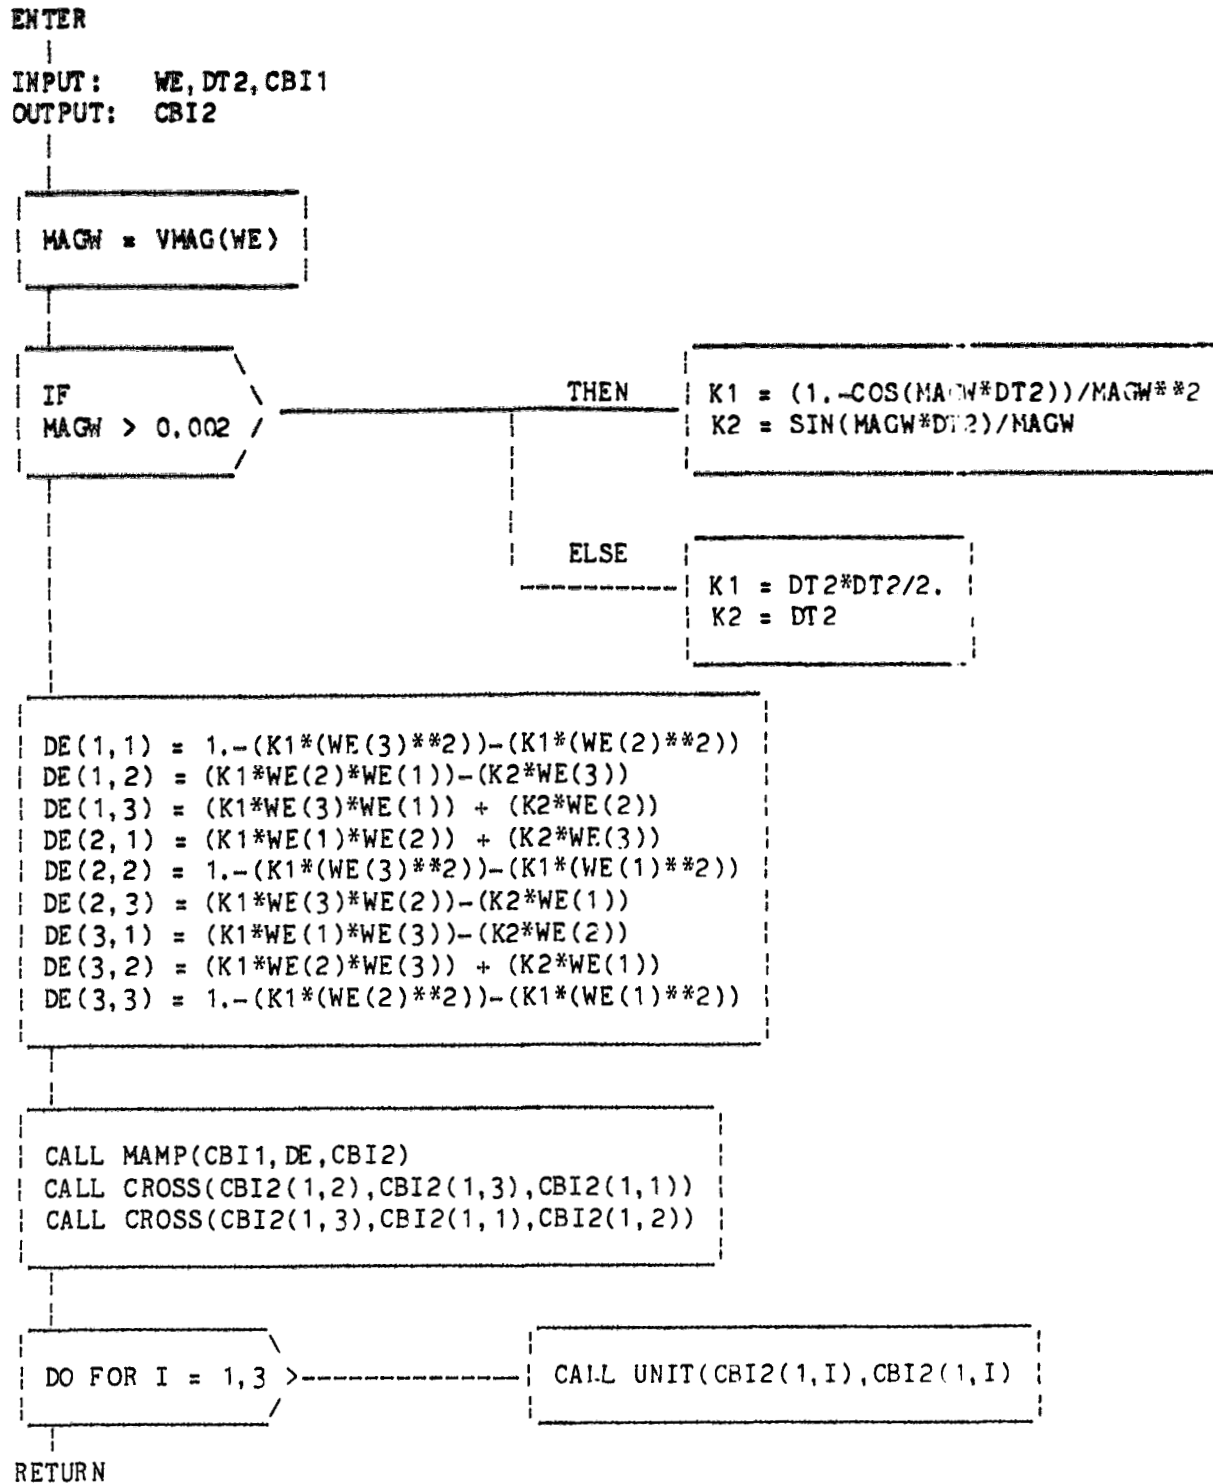 ENTER
INPUT: WE,DT2,CBI1
OUTPUT: CBI2
MAGW = VMAG(WE)
IF
MAGW > 0.002
THEN
K1 = (1.-COS(MAGW*DT2))/MAGW**2
K2 = SIN(MAGW*DT2)/MAGW
ELSE
K1 = DT2*DT2/2.
K2 = DT2
DE(1,1) = 1.-(K1*(WE(3)**2))-(K1*(WE(2)**2))
DE(1,2) = (K1*WE(2)*WE(1))-(K2*WE(3))
DE(1,3) = (K1*WE(3)*WE(1)) + (K2*WE(2))
DE(2,1) = (K1*WE(1)*WE(2)) + (K2*WE(3))
DE(2,2) = 1.-(K1*(WE(3)**2))-(K1*(WE(1)**2))
DE(2,3) = (K1*WE(3)*WE(2))-(K2*WE(1))
DE(3,1) = (K1*WE(1)*WE(3))-(K2*WE(2))
DE(3,2) = (K1*WE(2)*WE(3)) + (K2*WE(1))
DE(3,3) = 1.-(K1*(WE(2)**2))-(K1*(WE(1)**2))
CALL MAMP(CBI1,DE,CBI2)
CALL CROSS(CBI2(1,2),CBI2(1,3),CBI2(1,1))
CALL CROSS(CBI2(1,3),CBI2(1,1),CBI2(1,2))
DO FOR I = 1,3
CALL UNIT(CBI2(1,I),CBI2(1,I)
RETURN